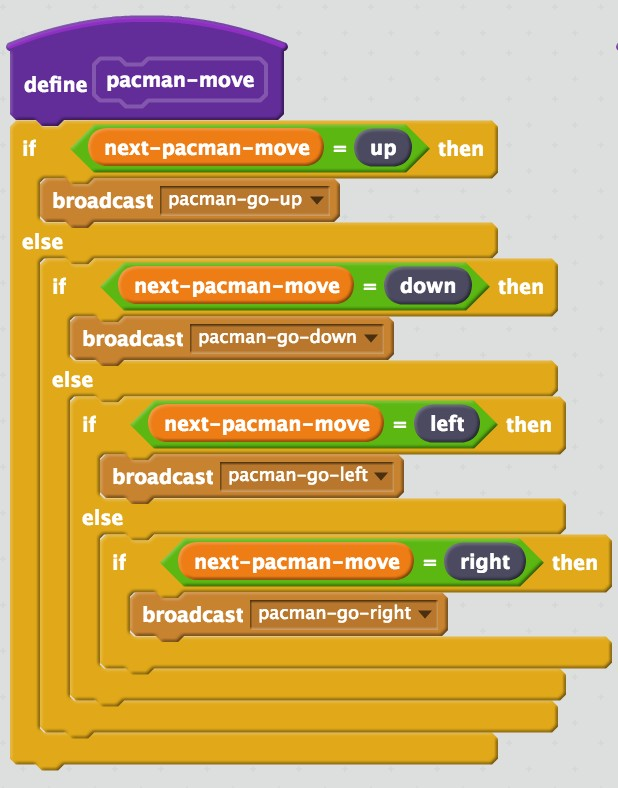 define pacman-move
if next-pacman-move = up then
broadcast pacman-go-up
else
if next-pacman-move = down then
broadcast pacman-go-down
else
if next-pacman-move = left then
broadcast pacman-go-left
else
if next-pacman-move = right then
broadcast pacman-go-right